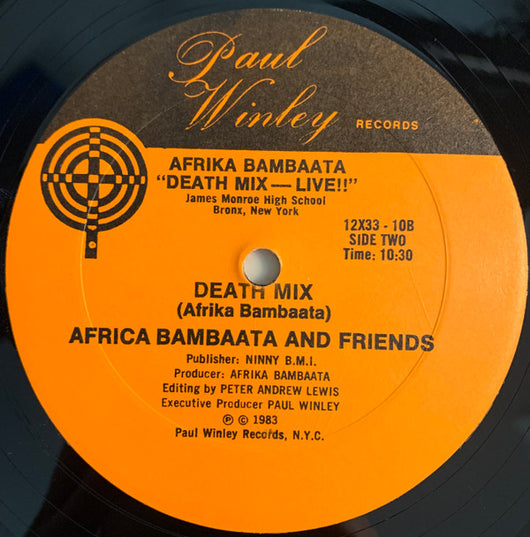 Paul
Winley RECORDS
AFRIKA BAMBAATA
"DEATH MIX — LIVE!!"
James Monroe High School
Bronx, New York
12X33 - 10B
SIDE TWO
Time: 10:30
DEATH MIX
(Afrika Bambaata)
AFRICA BAMBAATA AND FRIENDS
Publisher: NINNY B.M.I.
Producer: AFRIKA BAMBAATA
Editing by PETER ANDREW LEWIS
Executive Producer PAUL WINLEY
Ⓟ © 1983
Paul Winley Records, N.Y.C.